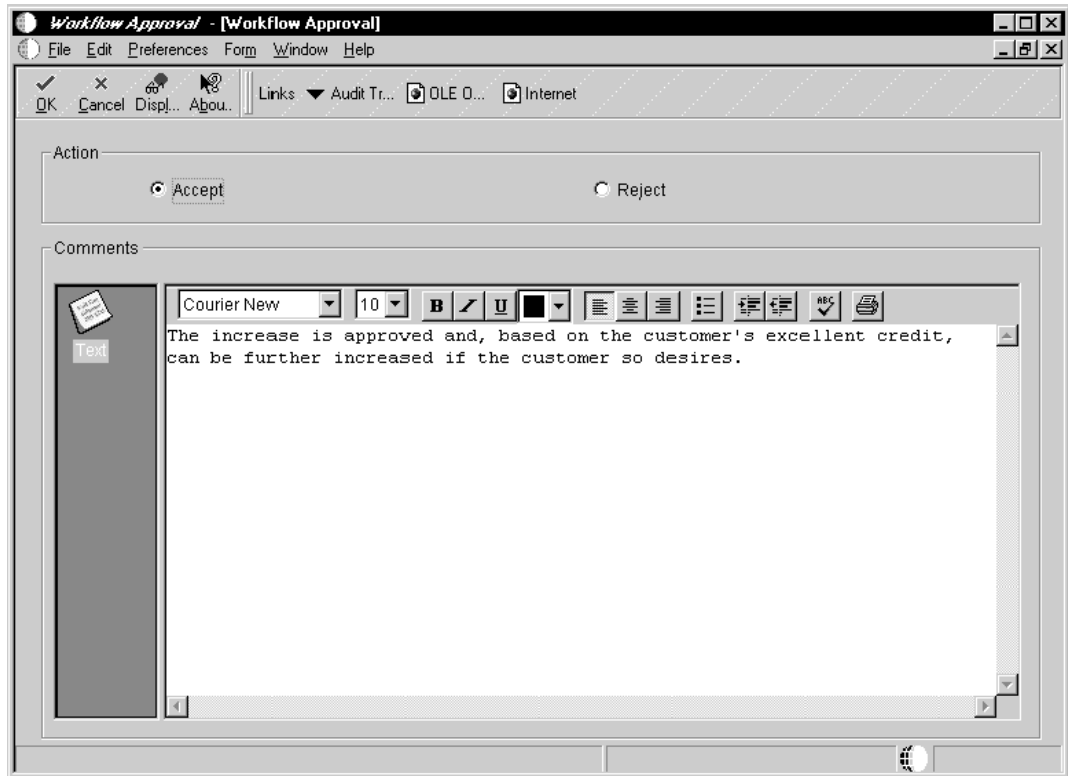 Workflow Approval - [Workflow Approval]
File Edit Preferences Form Window Help
OK Cancel Displ... Abou.. Links Audit Tr... OLE O... Internet
Action
Accept Reject
Comments
Courier New 10 B I U ABC
Text
The increase is approved and, based on the customer's excellent credit,
can be further increased if the customer so desires.